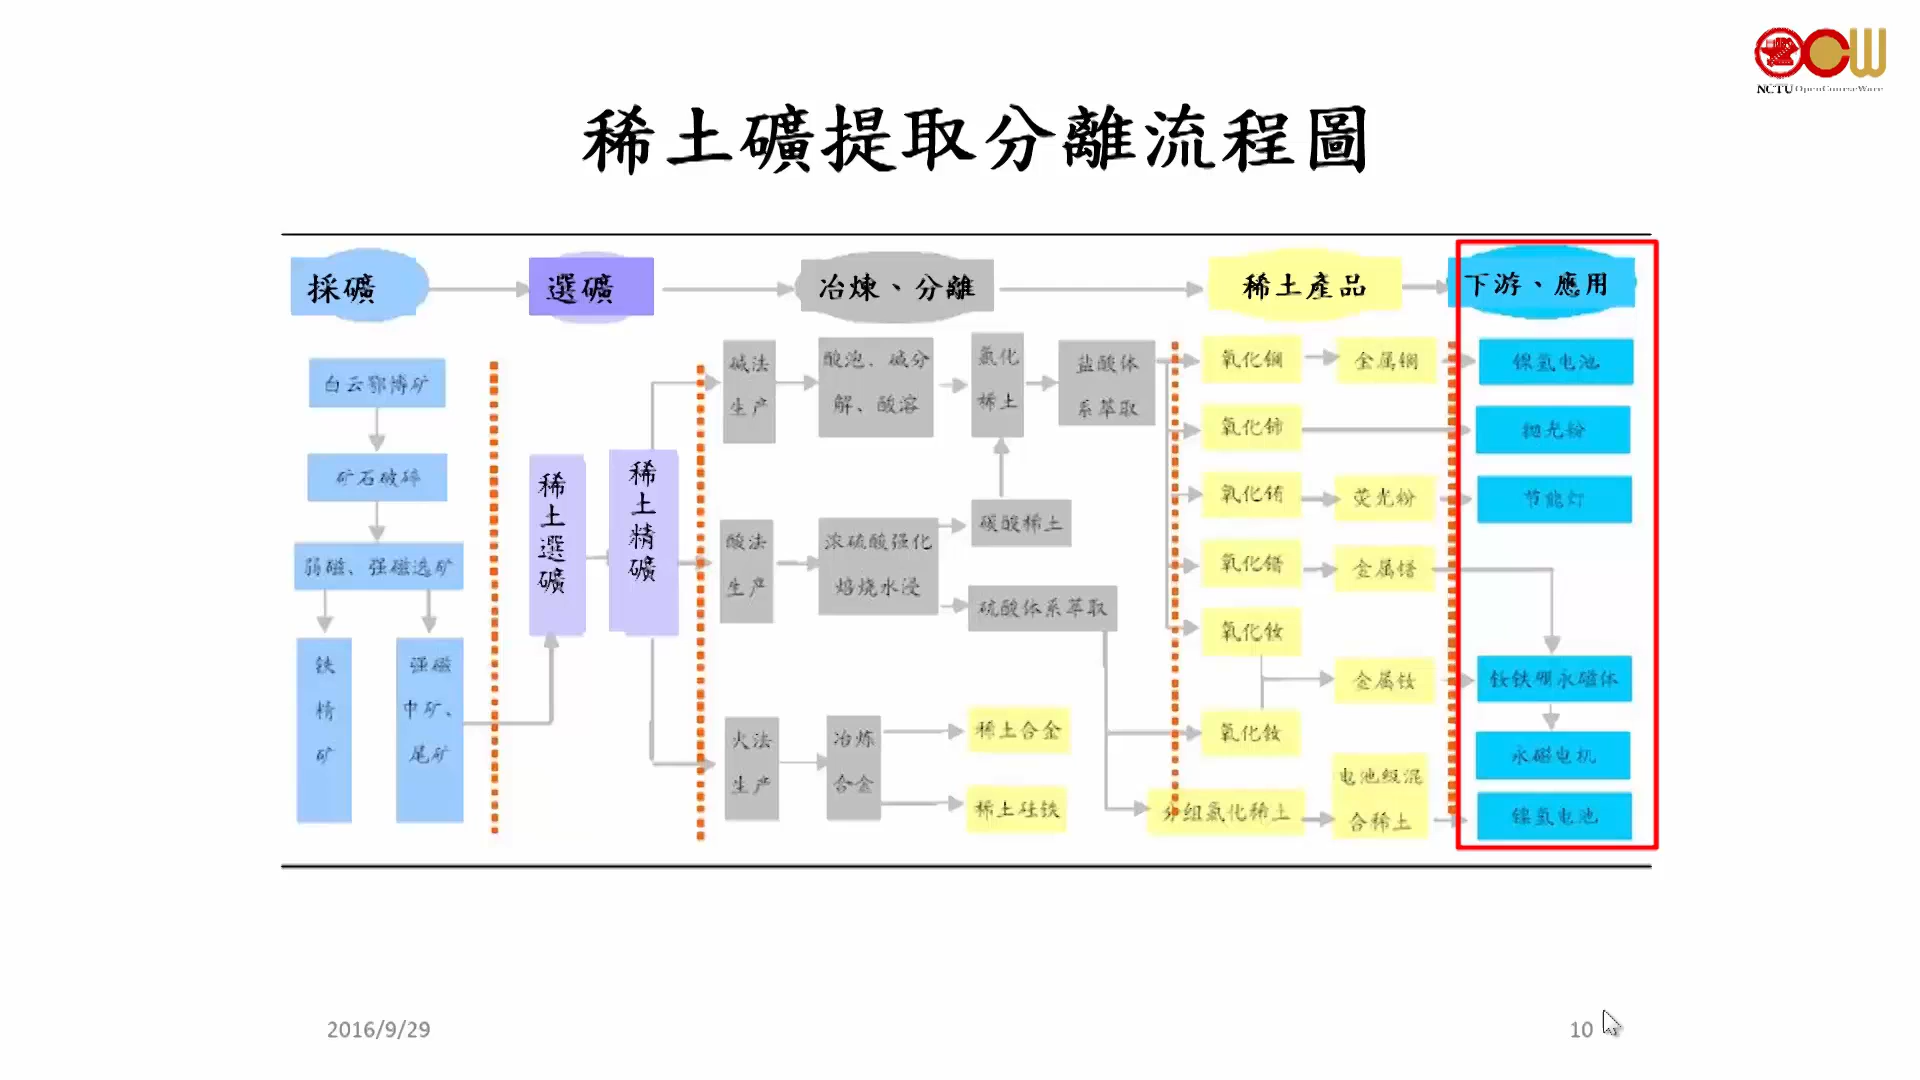 NCTU OpenCourseWare
稀土礦提取分離流程圖
採礦
選礦
冶煉、分離
稀土產品
下游、應用
白云鄂博矿
矿石破碎
弱磁、强磁选矿
铁
精
矿
强磁
中矿、
尾矿
稀土選礦
稀土精礦
碱法
生产
酸泡、碱分
解、酸溶
氯化
稀土
盐酸体
系萃取
酸法
生产
浓硫酸强化
焙烧水浸
碳酸稀土
硫酸体系萃取
火法
生产
冶炼
合金
稀土合金
稀土硅铁
氧化镧
金属镧
镍氢电池
氧化铈
抛光粉
氧化铕
荧光粉
节能灯
氧化镨
金属镨
氧化钕
金属钕
钕铁硼永磁体
氧化钕
永磁电机
分组氯化稀土
电池级混
合稀土
镍氢电池
2016/9/29
10